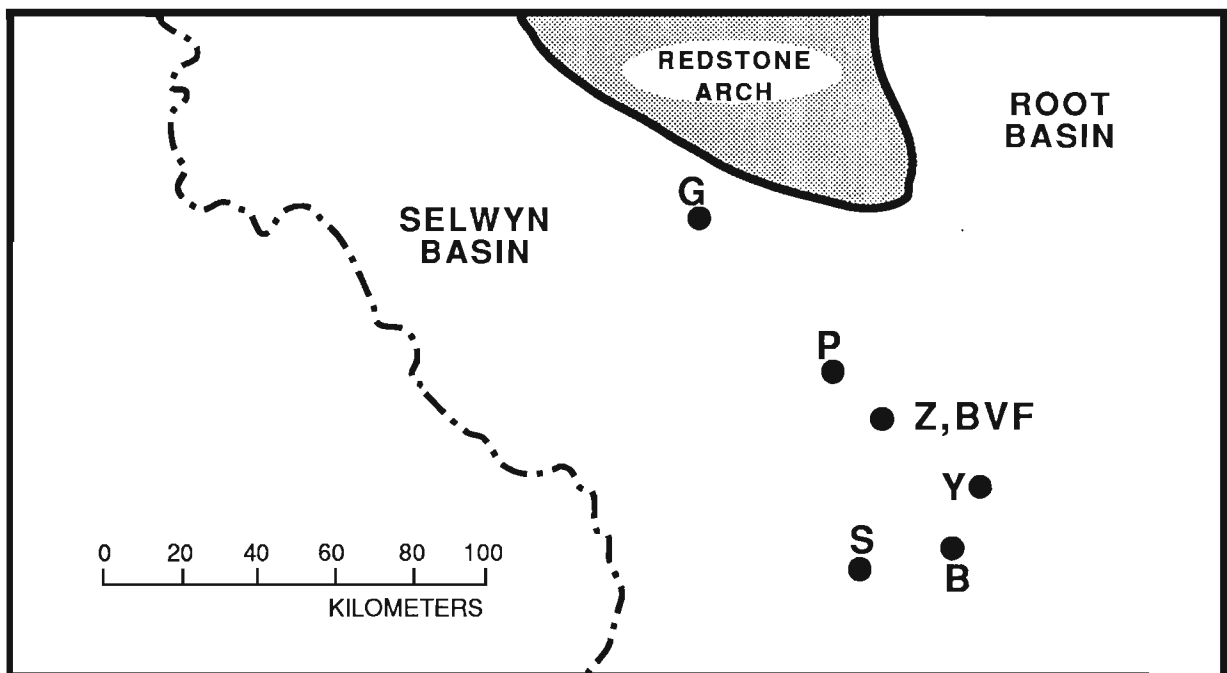 REDSTONE
ARCH
ROOT
BASIN
G
SELWYN
BASIN
P
Z,BVF
Y
S
B
0 20 40 60 80 100
KILOMETERS